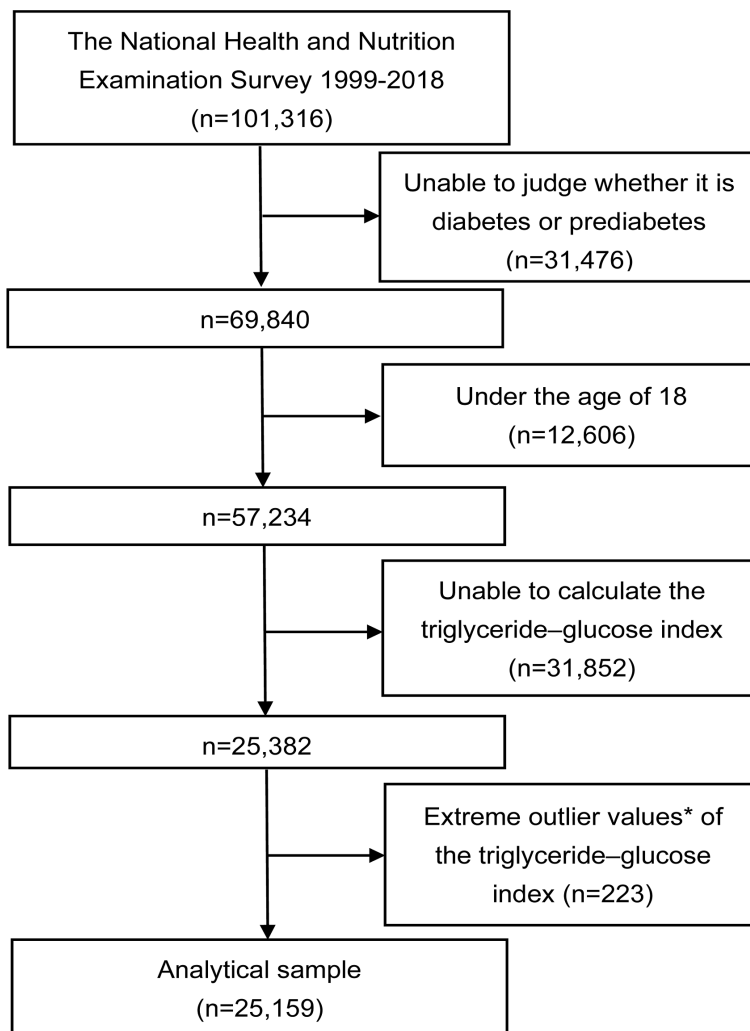 The National Health and Nutrition
Examination Survey 1999-2018
(n=101,316)
Unable to judge whether it is
diabetes or prediabetes
(n=31,476)
n=69,840
Under the age of 18
(n=12,606)
n=57,234
Unable to calculate the
triglyceride–glucose index
(n=31,852)
n=25,382
Extreme outlier values* of
the triglyceride–glucose
index (n=223)
Analytical sample
(n=25,159)